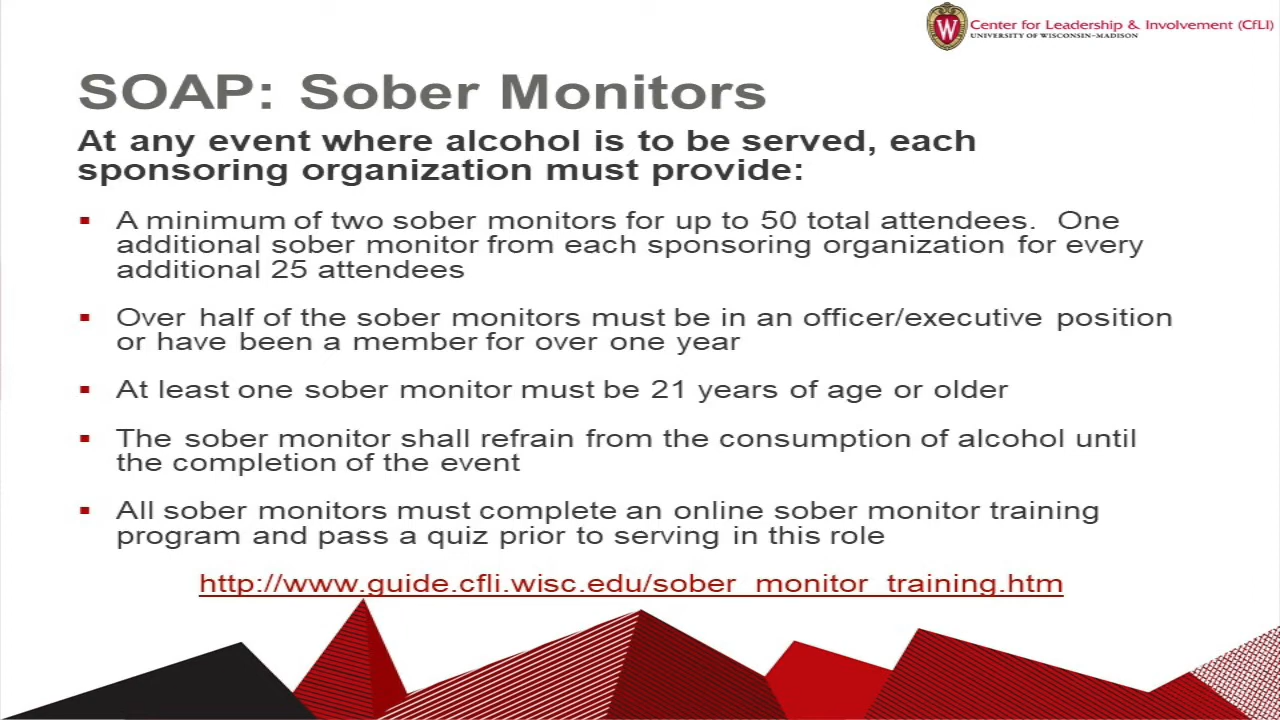 Center for Leadership & Involvement (CfLI)
UNIVERSITY OF WISCONSIN–MADISON
SOAP: Sober Monitors
At any event where alcohol is to be served, each
sponsoring organization must provide:
▪ A minimum of two sober monitors for up to 50 total attendees. One
additional sober monitor from each sponsoring organization for every
additional 25 attendees
▪ Over half of the sober monitors must be in an officer/executive position
or have been a member for over one year
▪ At least one sober monitor must be 21 years of age or older
▪ The sober monitor shall refrain from the consumption of alcohol until
the completion of the event
▪ All sober monitors must complete an online sober monitor training
program and pass a quiz prior to serving in this role
http://www.guide.cfli.wisc.edu/sober_monitor_training.htm